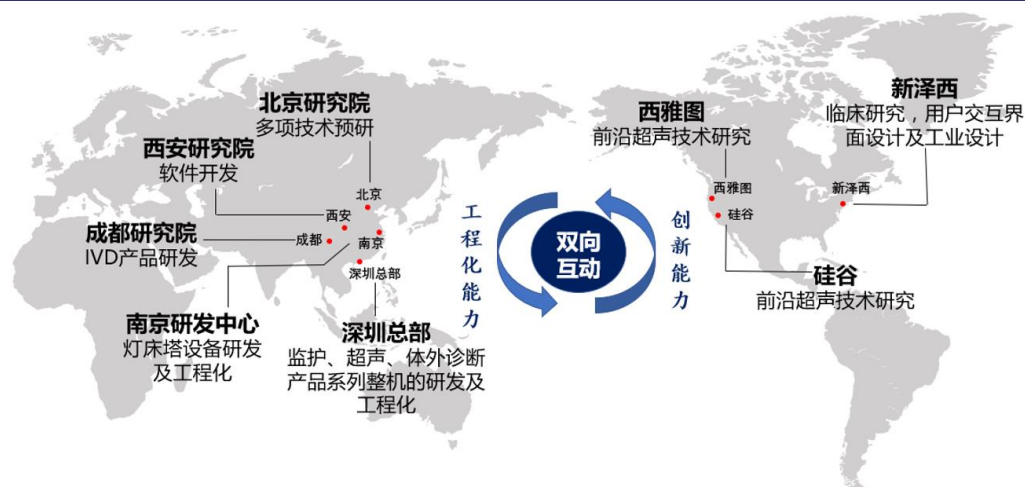 北京研究院
多项技术预研
西安研究院
软件开发
成都研究院
IVD产品研发
南京研发中心
灯床塔设备研发
及工程化
深圳总部
监护、超声、体外诊断
产品系列整机的研发及
工程化
北京
西安
成都
南京
深圳总部
工程化能力
双向
互动
创新能力
西雅图
前沿超声技术研究
新泽西
临床研究，用户交互界
面设计及工业设计
西雅图
硅谷
新泽西
硅谷
前沿超声技术研究